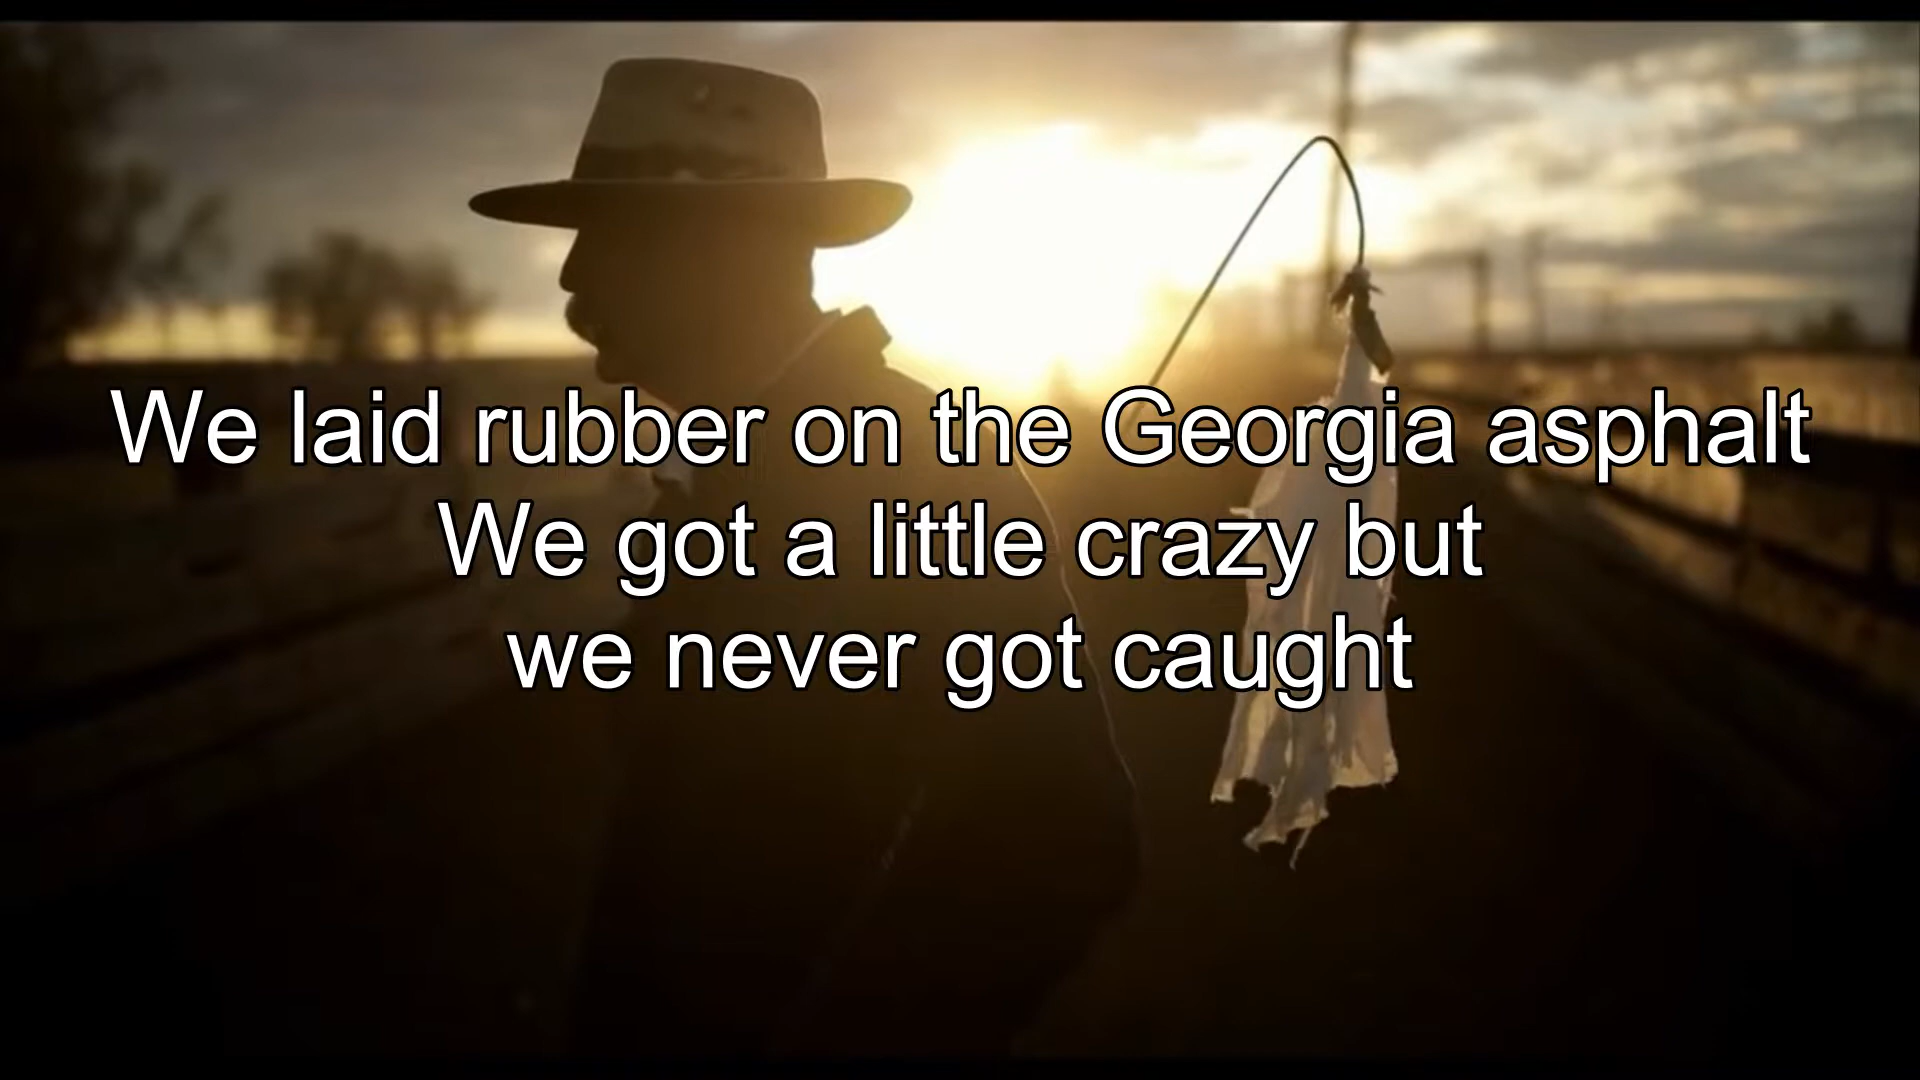 We laid rubber on the Georgia asphalt
We got a little crazy but
we never got caught